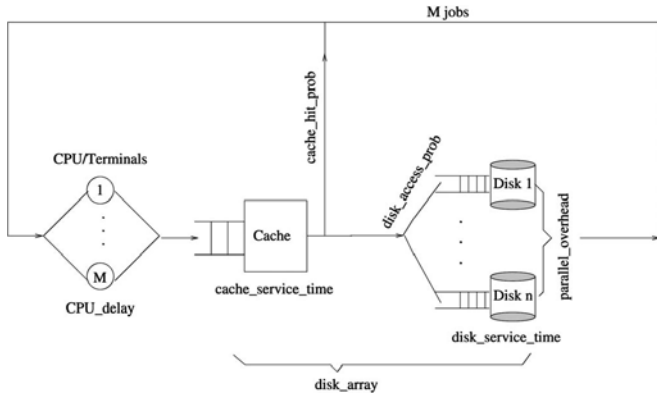 M jobs
cache_hit_prob
CPU/Terminals
1
M
CPU_delay
Cache
cache_service_time
disk_access_prob
Disk 1
Disk n
parallel_overhead
disk_service_time
disk_array